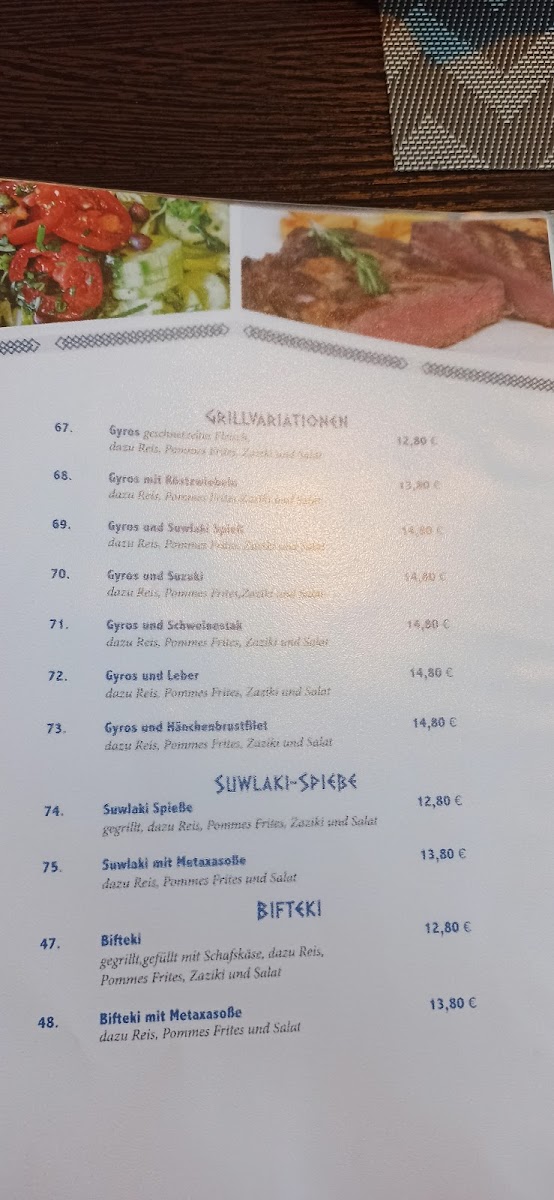 GRILLVARIATIONEN
67. Gyros geschnetzeltes Fleisch, 12,80 €
dazu Reis, Pommes Frites, Zaziki und Salat
68. Gyros mit Röstzwiebeln 13,80 €
dazu Reis, Pommes Frites, Zaziki und Salat
69. Gyros und Suwlaki Spieß 14,80 €
dazu Reis, Pommes Frites, Zaziki und Salat
70. Gyros und Suzuki 14,80 €
dazu Reis, Pommes Frites,Zaziki und Salat
71. Gyros und Schweinestak 14,80 €
dazu Reis, Pommes Frites, Zaziki und Salat
72. Gyros und Leber 14,80 €
dazu Reis, Pommes Frites, Zaziki und Salat
73. Gyros und Hänchenbrustfilet 14,80 €
dazu Reis, Pommes Frites, Zaziki und Salat
SUWLAKI-SPIEßE
74. Suwlaki Spieße 12,80 €
gegrillt, dazu Reis, Pommes Frites, Zaziki und Salat
75. Suwlaki mit Metaxasoße 13,80 €
dazu Reis, Pommes Frites und Salat
BIFTEKI
47. Bifteki 12,80 €
gegrillt,gefüllt mit Schafskäse, dazu Reis,
Pommes Frites, Zaziki und Salat
48. Bifteki mit Metaxasoße 13,80 €
dazu Reis, Pommes Frites und Salat